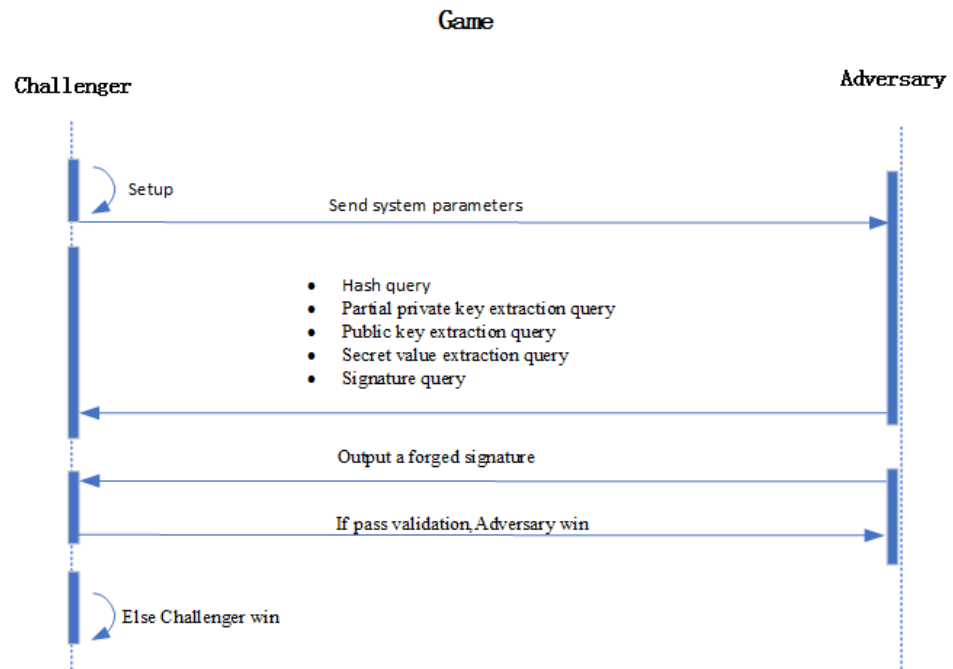 Game
Challenger
Adversary
Setup
Send system parameters
• Hash query
• Partial private key extraction query
• Public key extraction query
• Secret value extraction query
• Signature query
Output a forged signature
If pass validation,Adversary win
Else Challenger win